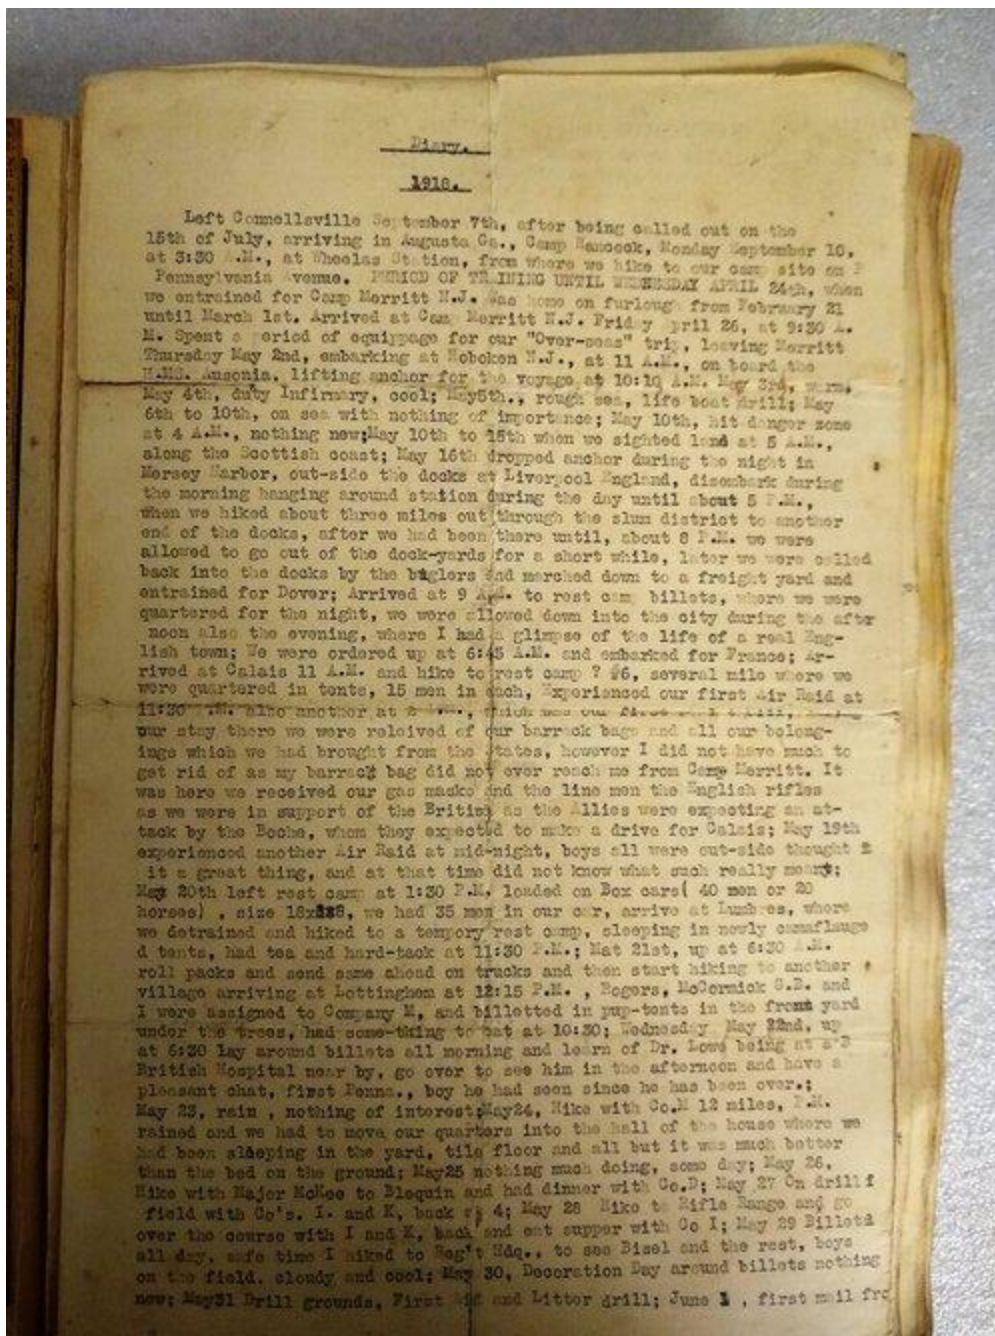 Diary.
1918.
Left Connellsville September 7th, after being called out on the
15th of July, arriving in Augusta Ga., Camp Hancock, Monday September 10,
at 3:30 A.M., at Wheelas Station, from where we hike to our camp site on P
Pennsylvania Avenue. PERIOD OF TRAINING UNTIL WEDNESDAY APRIL 24th, when
we entrained for Camp Merritt N.J. Was home on furlough from February 21
until March 1st. Arrived at Camp Merritt N.J. Friday April 26, at 9:30 A.
M. Spent a period of equippage for our "Over-seas" trip, leaving Merritt
Thursday May 2nd, embarking at Hoboken N.J., at 11 A.M., on board the
H.MS. Ausonia. lifting anchor for the voyage at 10:10 A.M. May 3rd, warm,
May 4th, duty Infirmary, cool; May5th., rough sea, life boat drill; May
6th to 10th, on sea with nothing of importance; May 10th, hit danger zone
at 4 A.M., nothing new;May 10th to 15th when we sighted land at 5 A.M.,
along the Scottish coast; May 16th dropped anchor during the night in
Mersey Harbor, out-side the docks at Liverpool England, disembark during
the morning hanging around station during the day until about 5 P.M.,
when we hiked about three miles out through the slum district to another
end of the docks, after we had been there until, about 8 P.M. we were
allowed to go out of the dock-yards for a short while, later we were called
back into the docks by the buglers and marched down to a freight yard and
entrained for Dover; Arrived at 9 A.M. to rest camp billets, where we were
quartered for the night, we were allowed down into the city during the after
noon also the evening, where I had a glimpse of the life of a real Eng-
lish town; We were ordered up at 6:45 A.M. and embarked for France; Ar-
rived at Calais 11 A.M. and hike to rest camp ? #6, several mile where we
were quartered in tents, 15 men in each, Experienced our first Air Raid at
11:30 also another at 2 which was our first
our stay there we were releived of our barrack bags and all our belong-
ings which we had brought from the States, however I did not have much to
get rid of as my barrack bag did not ever reach me from Camp Merritt. It
was here we received our gas masks and the line men the English rifles
as we were in support of the British as the Allies were expecting an at-
tack by the Boche, whom they expected to make a drive for Calais; May 19th
experienced another Air Raid at mid-night, boys all were out-side thought
it a great thing, and at that time did not know what such really meant;
May 20th left rest camp at 1:30 P.M. loaded on Box cars( 40 men or 20
horses) , size we had 35 men in our car, arrive at Lumbres, where
we detrained and hiked to a tempory rest camp, sleeping in newly camaflauge
d tents, had tea and hard-tack at 11:30 P.M.; Mat 21st, up at 6:30 A.M.
roll packs and send same ahead on trucks and then start hiking to another
village arriving at Lottinghem at 12:15 P.M. , Rogers, McCormick S.B. and
I were assigned to Company M, and billetted in pup-tents in the front yard
under the trees, had some-thing to eat at 10:30; Wednesday May 22nd, up
at 6:30 lay around billets all morning and learn of Dr. Lowe being at a B
British Hospital near by, go over to see him in the afternoon and have a
pleasant chat, first Penna., boy he had seen since he has been over.;
May 23, rain , nothing of interest;May24, Hike with Co.M 12 miles, P.M.
rained and we had to move our quarters into the hall of the house where we
had been sleeping in the yard, tile floor and all but it was much better
than the bed on the ground; May25 nothing much doing, some day; May 26,
Hike with Major McKee to Bloquin and had dinner with Co.D; May 27 On drill f
field with Co's. I. and K, back at 4; May 28 Hike to Rifle Range and go
over the course with I and K, back and eat supper with Co I; May 29 Billets
all day, safe time I hiked to Reg't Hdq., to see Bisel and the rest, boys
on the field. cloudy and cool; May 30, Decoration Day around billets nothing
new; May31 Drill grounds, First Aid and Litter drill; June 1 , first mail fro